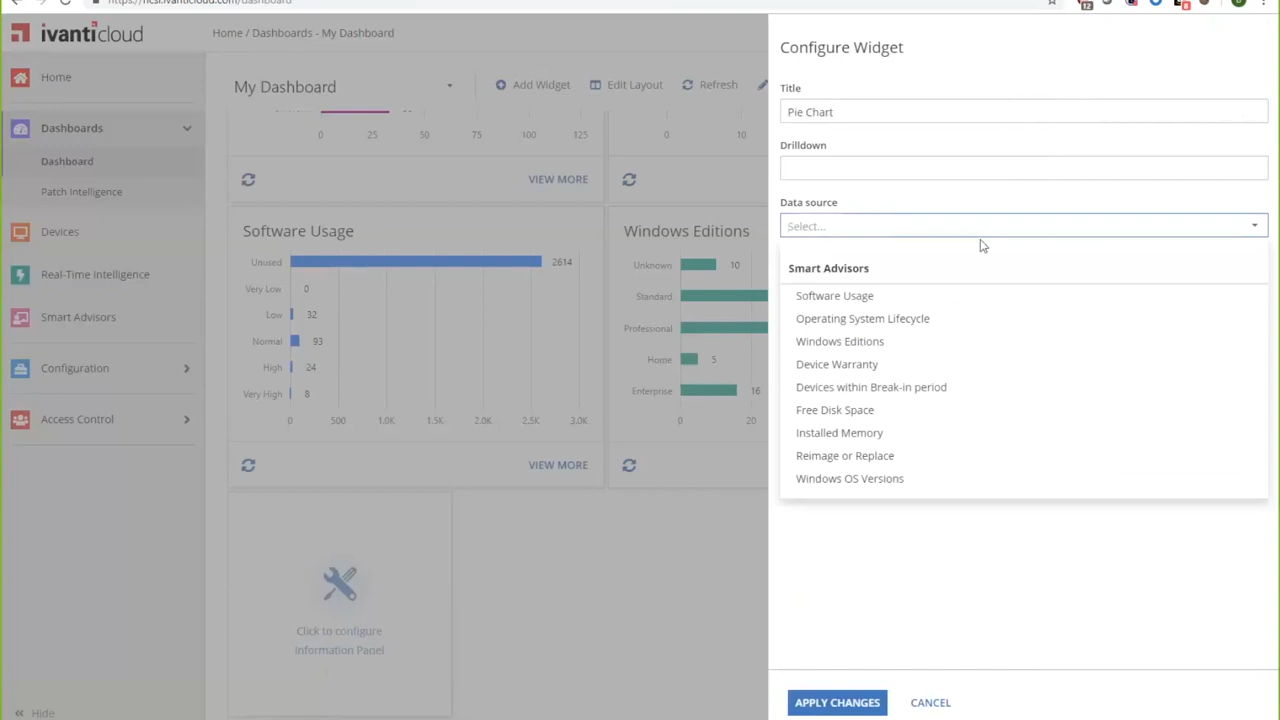 https://ncsi.ivanticloud.com/dashboard
12
8
ivanticloud
Home / Dashboards - My Dashboard
Home
Dashboards
Dashboard
Patch Intelligence
Devices
Real-Time Intelligence
Smart Advisors
Configuration
Access Control
Hide
My Dashboard
Add Widget
Edit Layout
Refresh
0 25 50 75 100 125
0 10
VIEW MORE
Software Usage
Unused 2614
Very Low 0
Low 32
Normal 93
High 24
Very High 8
0 500 1.0K 1.5K 2.0K 2.5K 3.0K
VIEW MORE
Windows Editions
Unknown 10
Standard
Professional
Home 5
Enterprise 16
0 20
Click to configure
Information Panel
Configure Widget
Title
Pie Chart
Drilldown
Data source
Select...
Smart Advisors
Software Usage
Operating System Lifecycle
Windows Editions
Device Warranty
Devices within Break-in period
Free Disk Space
Installed Memory
Reimage or Replace
Windows OS Versions
APPLY CHANGES
CANCEL